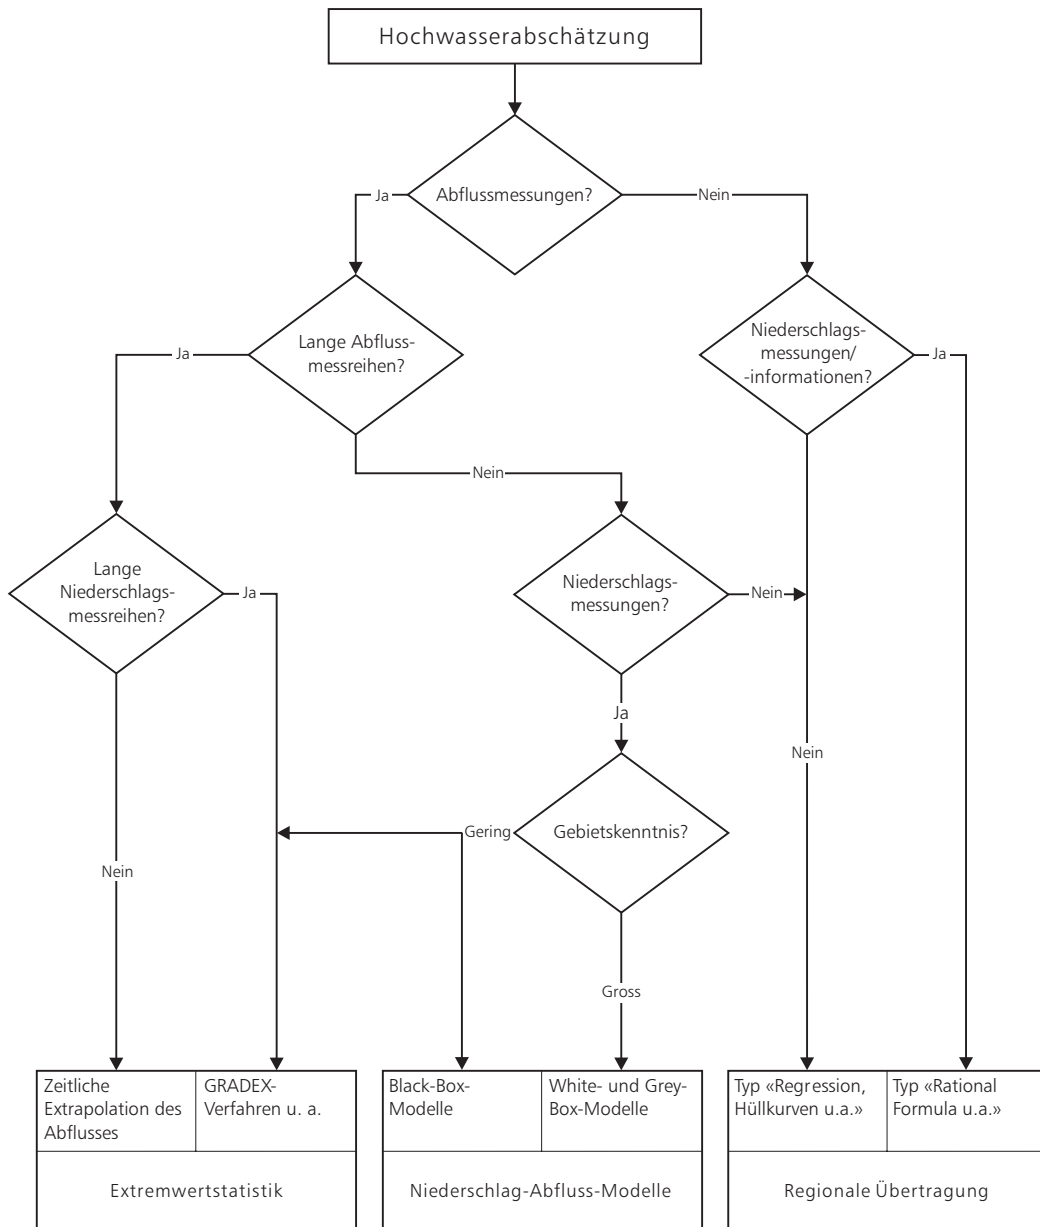 Hochwasserabschätzung
Abflussmessungen?
Ja
Nein
Lange Abfluss-
messreihen?
Niederschlags-
messungen/
-informationen?
Ja
Ja
Nein
Lange
Niederschlags-
messreihen?
Ja
Niederschlags-
messungen?
Nein
Ja
Nein
Gering
Gebietskenntnis?
Nein
Gross
Zeitliche
Extrapolation des
Abflusses
GRADEX-
Verfahren u. a.
Black-Box-
Modelle
White- und Grey-
Box-Modelle
Typ «Regression,
Hüllkurven u.a.»
Typ «Rational
Formula u.a.»
Extremwertstatistik
Niederschlag-Abfluss-Modelle
Regionale Übertragung